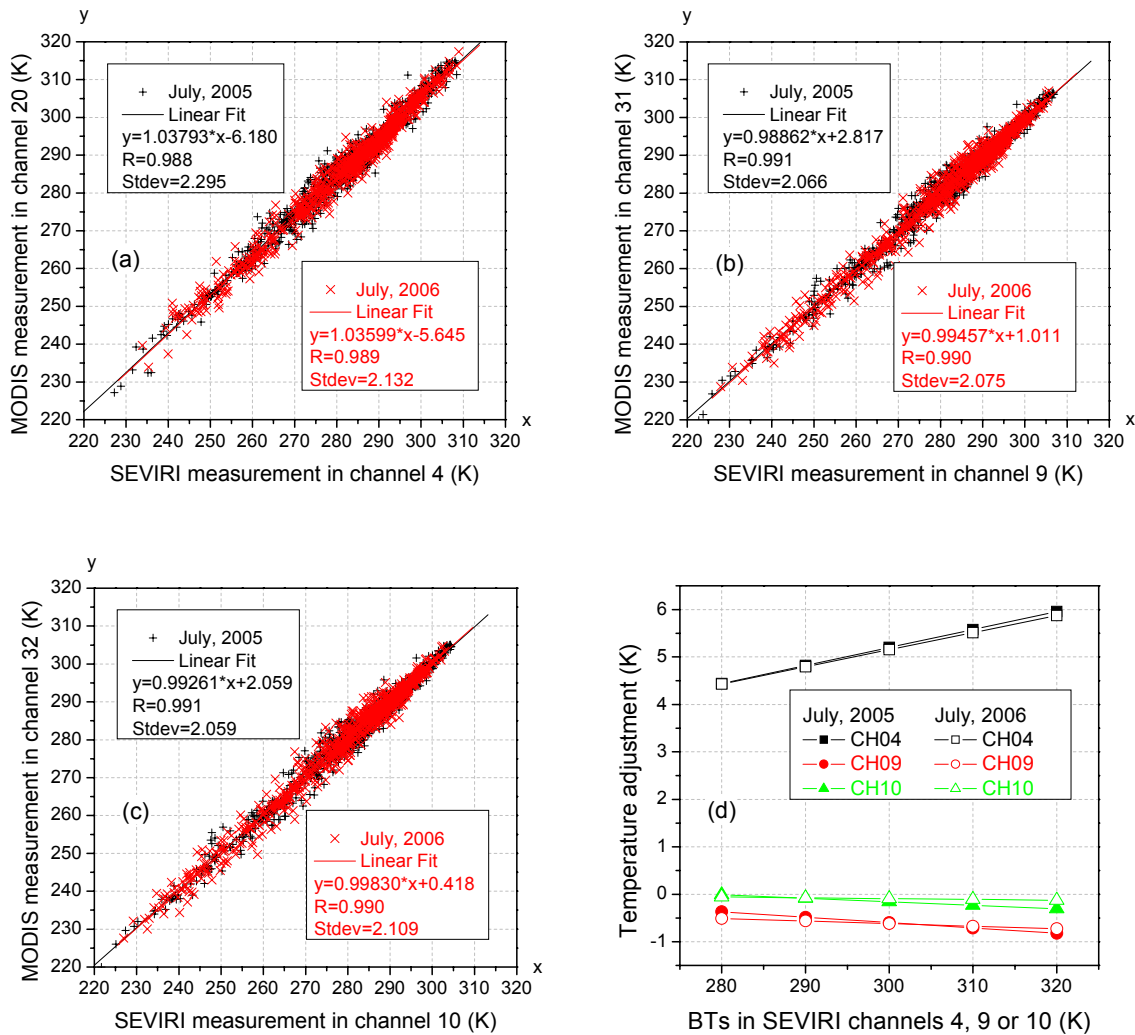 y
320
310
300
290
280
270
260
250
240
230
220
MODIS measurement in channel 20 (K)
July, 2005
Linear Fit
y=1.03793*x-6.180
R=0.988
Stdev=2.295
(a)
July, 2006
Linear Fit
y=1.03599*x-5.645
R=0.989
Stdev=2.132
x
220 230 240 250 260 270 280 290 300 310 320
SEVIRI measurement in channel 4 (K)
y
320
310
300
290
280
270
260
250
240
230
220
MODIS measurement in channel 31 (K)
July, 2005
Linear Fit
y=0.98862*x+2.817
R=0.991
Stdev=2.066
(b)
July, 2006
Linear Fit
y=0.99457*x+1.011
R=0.990
Stdev=2.075
x
220 230 240 250 260 270 280 290 300 310 320
SEVIRI measurement in channel 9 (K)
y
320
310
300
290
280
270
260
250
240
230
220
MODIS measurement in channel 32 (K)
July, 2005
Linear Fit
y=0.99261*x+2.059
R=0.991
Stdev=2.059
(c)
July, 2006
Linear Fit
y=0.99830*x+0.418
R=0.990
Stdev=2.109
x
220 230 240 250 260 270 280 290 300 310 320
SEVIRI measurement in channel 10 (K)
6
5
4
3
2
1
0
-1
Temperature adjustment (K)
July, 2005 July, 2006
CH04 CH04
CH09 CH09
CH10 CH10
(d)
280 290 300 310 320
BTs in SEVIRI channels 4, 9 or 10 (K)